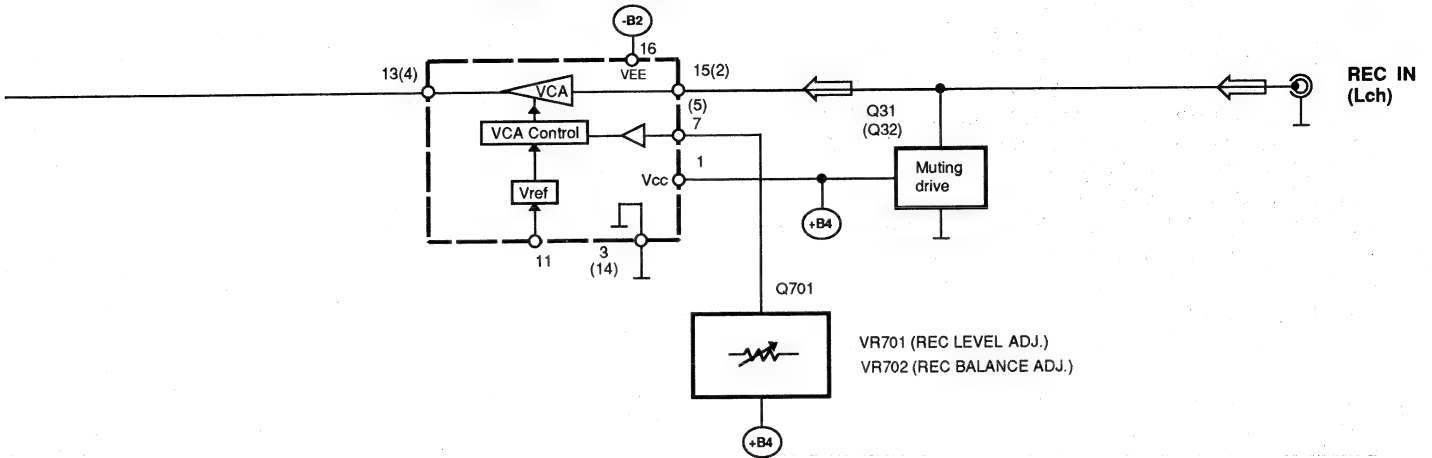 -B2
16
VEE
13(4)
15(2)
VCA
(5)
7
VCA Control
1
Vcc
Vref
11
3
(14)
Q31
(Q32)
Muting
drive
+B4
REC IN
(Lch)
Q701
VR701 (REC LEVEL ADJ.)
VR702 (REC BALANCE ADJ.)
+B4